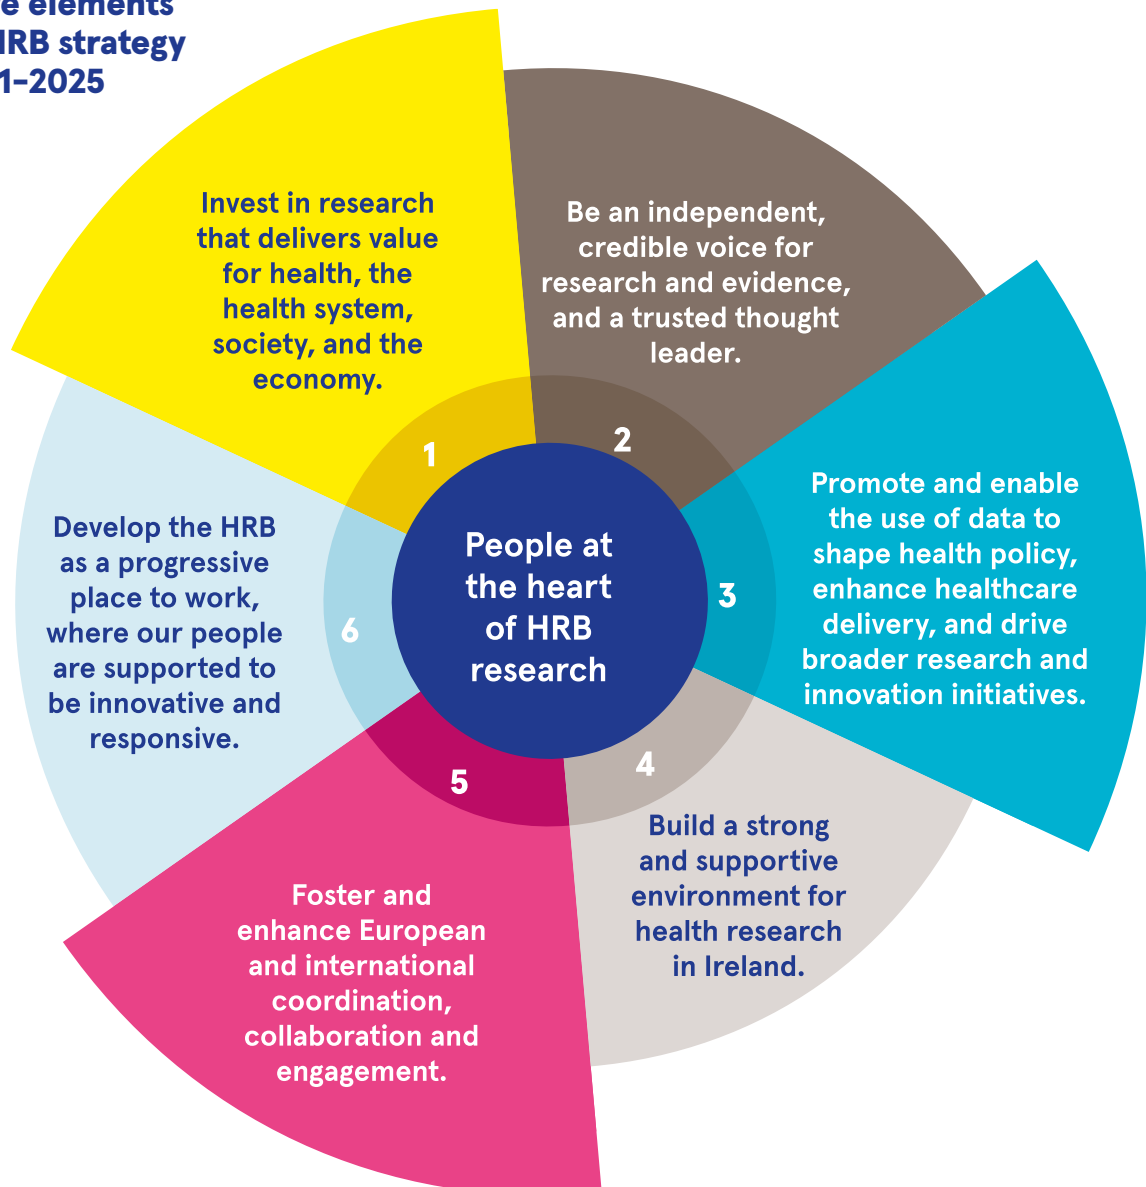 e elements
HRB strategy
1–2025
Invest in research
that delivers value
for health, the
health system,
society, and the
economy.
1
Be an independent,
credible voice for
research and evidence,
and a trusted thought
leader.
2
Promote and enable
the use of data to
shape health policy,
enhance healthcare
delivery, and drive
broader research and
innovation initiatives.
3
Build a strong
and supportive
environment for
health research
in Ireland.
4
Foster and
enhance European
and international
coordination,
collaboration and
engagement.
5
Develop the HRB
as a progressive
place to work,
where our people
are supported to
be innovative and
responsive.
6
People at
the heart
of HRB
research